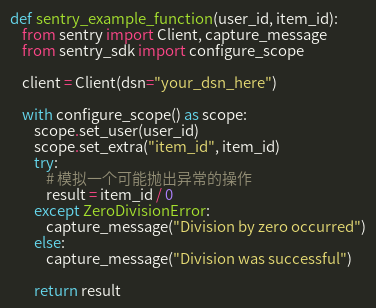 def sentry_example_function(user_id, item_id):
    from sentry import Client, capture_message
    from sentry_sdk import configure_scope

    client = Client(dsn="your_dsn_here")

    with configure_scope() as scope:
        scope.set_user(user_id)
        scope.set_extra("item_id", item_id)
        try:
            # 模拟一个可能抛出异常的操作
            result = item_id / 0
        except ZeroDivisionError:
            capture_message("Division by zero occurred")
        else:
            capture_message("Division was successful")

        return result